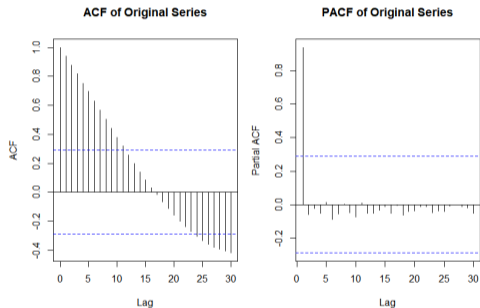 ACF of Original Series
ACF
1.0
0.8
0.6
0.4
0.2
0.0
-0.2
-0.4
0 5 10 15 20 25 30
Lag
PACF of Original Series
Partial ACF
0.8
0.6
0.4
0.2
0.0
-0.2
0 5 10 15 20 25 30
Lag